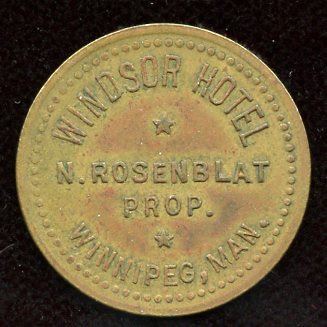 WINDSOR HOTEL
N. ROSENBLAT
PROP.
WINNIPEG, MAN.